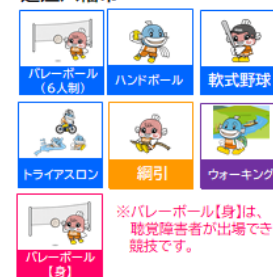 バレーボール
（6人制）
ハンドボール
軟式野球
トライアスロン
綱引
ウォーキング
バレーボール
【身】
※バレーボール【身】は、
聴覚障害者が出場でき
競技です。